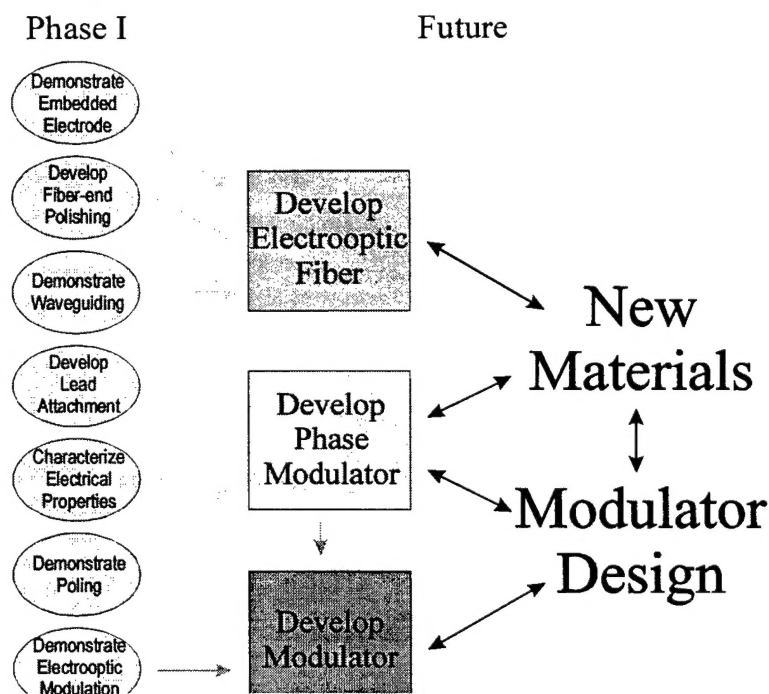 Phase I
Future
Demonstrate
Embedded
Electrode
Develop
Fiber-end
Polishing
Demonstrate
Waveguiding
Develop
Lead
Attachment
Characterize
Electrical
Properties
Demonstrate
Poling
Demonstrate
Electrooptic
Modulation
Develop
Electrooptic
Fiber
Develop
Phase
Modulator
Develop
Modulator
New
Materials
Modulator
Design